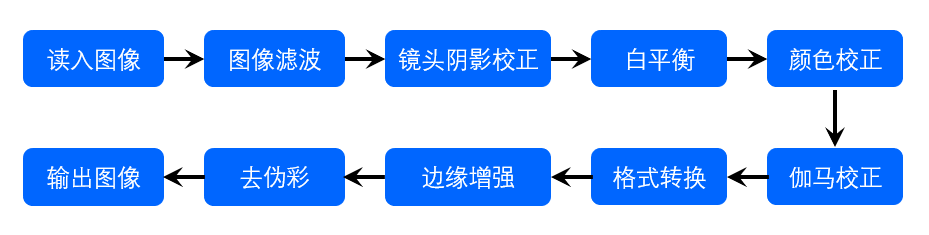 读入图像
图像滤波
镜头阴影校正
白平衡
颜色校正
伽马校正
格式转换
边缘增强
去伪彩
输出图像